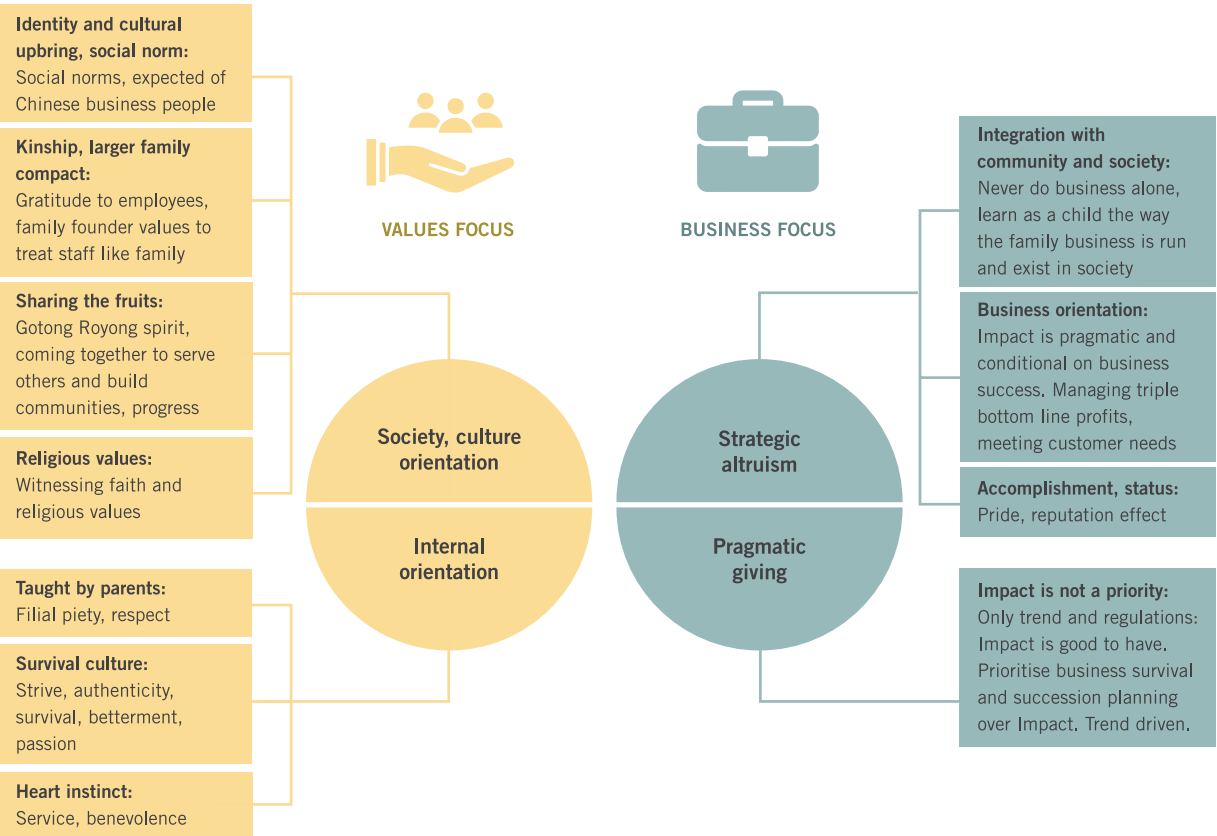 Identity and cultural
upbring, social norm:
Social norms, expected of
Chinese business people
Kinship, larger family
compact:
Gratitude to employees,
family founder values to
treat staff like family
Sharing the fruits:
Gotong Royong spirit,
coming together to serve
others and build
communities, progress
Religious values:
Witnessing faith and
religious values
Taught by parents:
Filial piety, respect
Survival culture:
Strive, authenticity,
survival, betterment,
passion
Heart instinct:
Service, benevolence
VALUES FOCUS
Society, culture
orientation
Internal
orientation
BUSINESS FOCUS
Strategic
altruism
Pragmatic
giving
Integration with
community and society:
Never do business alone,
learn as a child the way
the family business is run
and exist in society
Business orientation:
Impact is pragmatic and
conditional on business
success. Managing triple
bottom line profits,
meeting customer needs
Accomplishment, status:
Pride, reputation effect
Impact is not a priority:
Only trend and regulations:
Impact is good to have.
Prioritise business survival
and succession planning
over Impact. Trend driven.